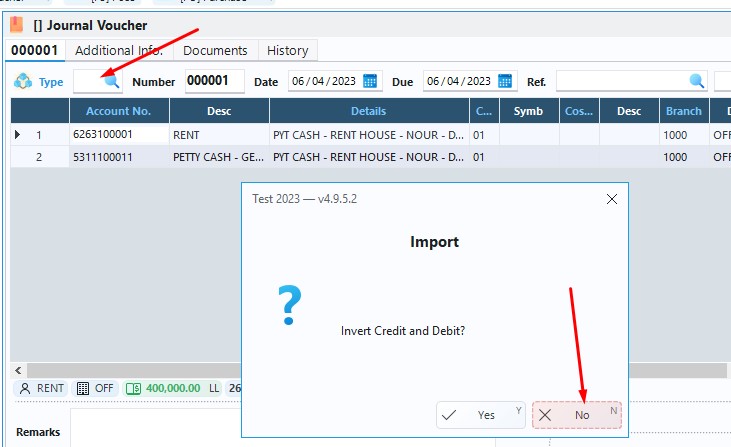 [] Journal Voucher
000001 Additional Info. Documents History
Type Number 000001 Date 06/04/2023 Due 06/04/2023 Ref.
Account No. Desc Details C... Symb Cos... Desc Branch
1 6263100001 RENT PYT CASH - RENT HOUSE - NOUR - D... 01 1000 OFF
2 5311100011 PETTY CASH - GE... PYT CASH - RENT HOUSE - NOUR - D... 01 1000 OFF
Test 2023 — v4.9.5.2
Import
Invert Credit and Debit?
RENT OFF 400,000.00 LL 26
Yes Y No N
Remarks